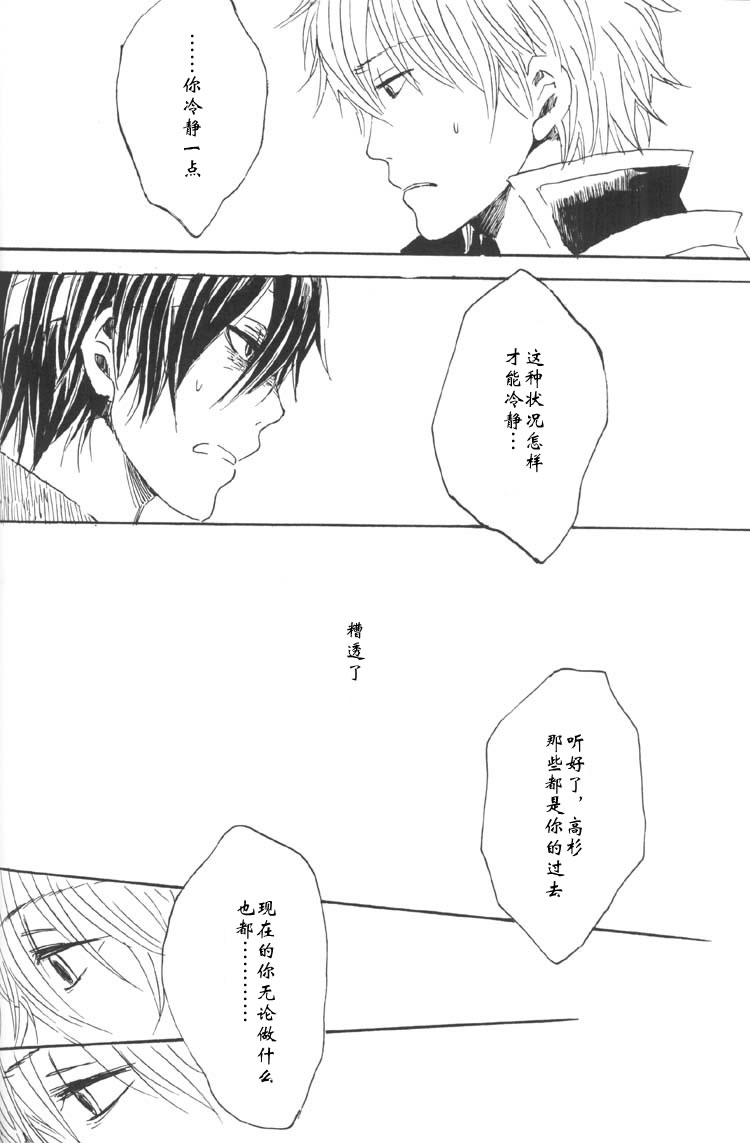 ……你冷静一点
这种状况怎样
才能冷静…
糟透了
听好了，高杉
那些都是你的过去
现在的你无论做什么
也都…………